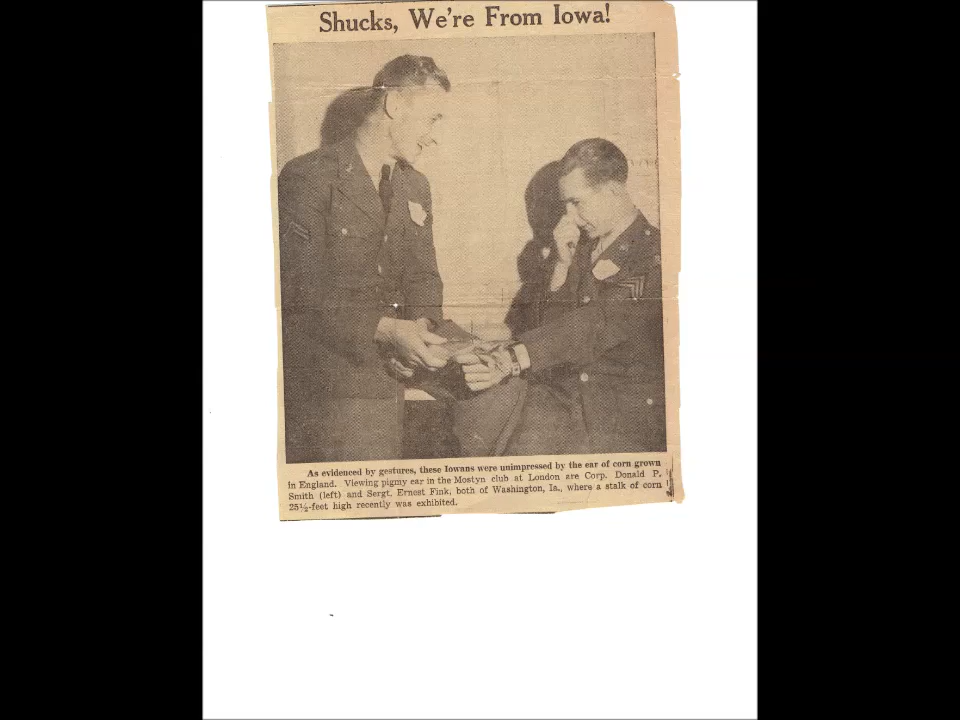 Shucks, We're From Iowa!
As evidenced by gestures, these Iowans were unimpressed by the ear of corn grown
in England. Viewing pigmy ear in the Mostyn club at London are Corp. Donald P.
Smith (left) and Sergt. Ernest Fink, both of Washington, Ia., where a stalk of corn
25½-feet high recently was exhibited.